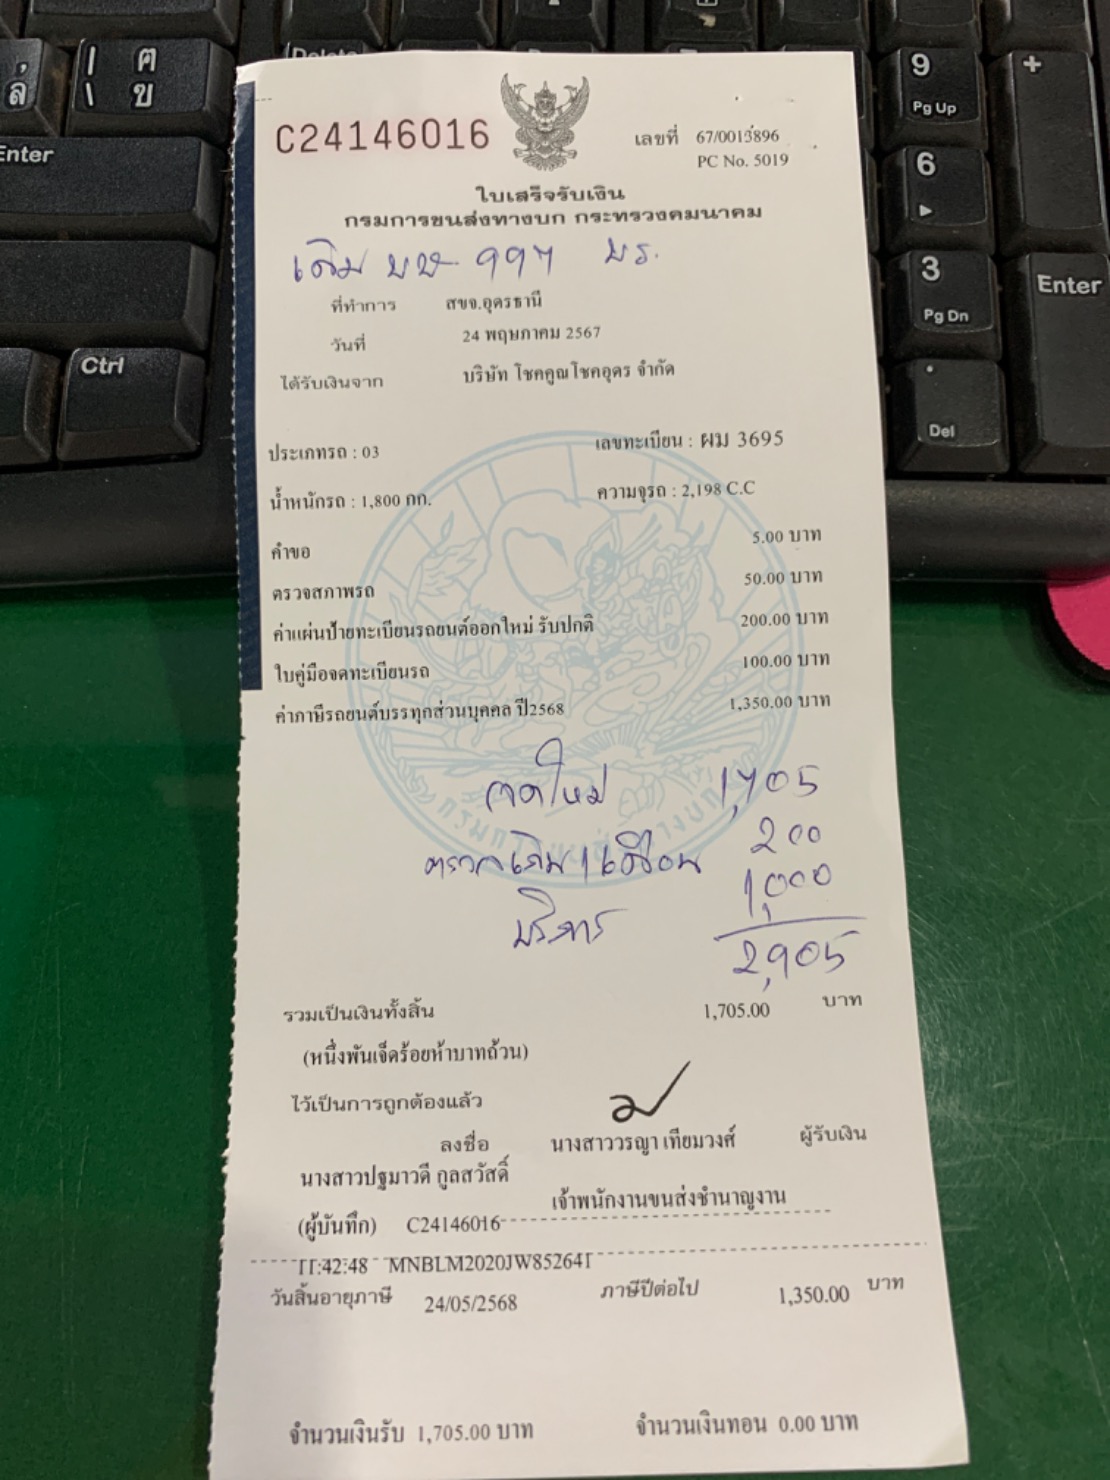 C24146016
เลขที่ 67/0013896
PC No. 5019
ใบเสร็จรับเงิน
กรมการขนส่งทางบก กระทรวงคมนาคม
เดิม
ที่ทำการ สขจ.อุดรธานี
วันที่ 24 พฤษภาคม 2567
ได้รับเงินจาก บริษัท โชคคูณโชคอุดร จำกัด
ประเภทรถ : 03 เลขทะเบียน : ผม 3695
น้ำหนักรถ : 1,800 กก. ความจุรถ : 2,198 C.C
คำขอ 5.00 บาท
ตรวจสภาพรถ 50.00 บาท
ค่าแผ่นป้ายทะเบียนรถยนต์ออกใหม่ รับปกติ 200.00 บาท
ใบคู่มือจดทะเบียนรถ 100.00 บาท
ค่าภาษีรถยนต์บรรทุกส่วนบุคคล ปี2568 1,350.00 บาท
จดใหม่ 1,705
ตรวจเดิม 1 เดือน 200
บริการ 1,000
2,905
รวมเป็นเงินทั้งสิ้น 1,705.00 บาท
(หนึ่งพันเจ็ดร้อยห้าบาทถ้วน)
ไว้เป็นการถูกต้องแล้ว
ลงชื่อ นางสาววรญา เทียมวงศ์ ผู้รับเงิน
นางสาวปฐมาวดี กูลสวัสดิ์
เจ้าพนักงานขนส่งชำนาญงาน
(ผู้บันทึก) C24146016
11:42:48 MNBLM2020JW852641
วันสิ้นอายุภาษี 24/05/2568 ภาษีปีต่อไป 1,350.00 บาท
จำนวนเงินรับ 1,705.00 บาท จำนวนเงินทอน 0.00 บาท
ล่
ฅ
ข
Enter
Ctrl
Delete
9
Pg Up
+
6
3
Pg Dn
Enter
.
Del